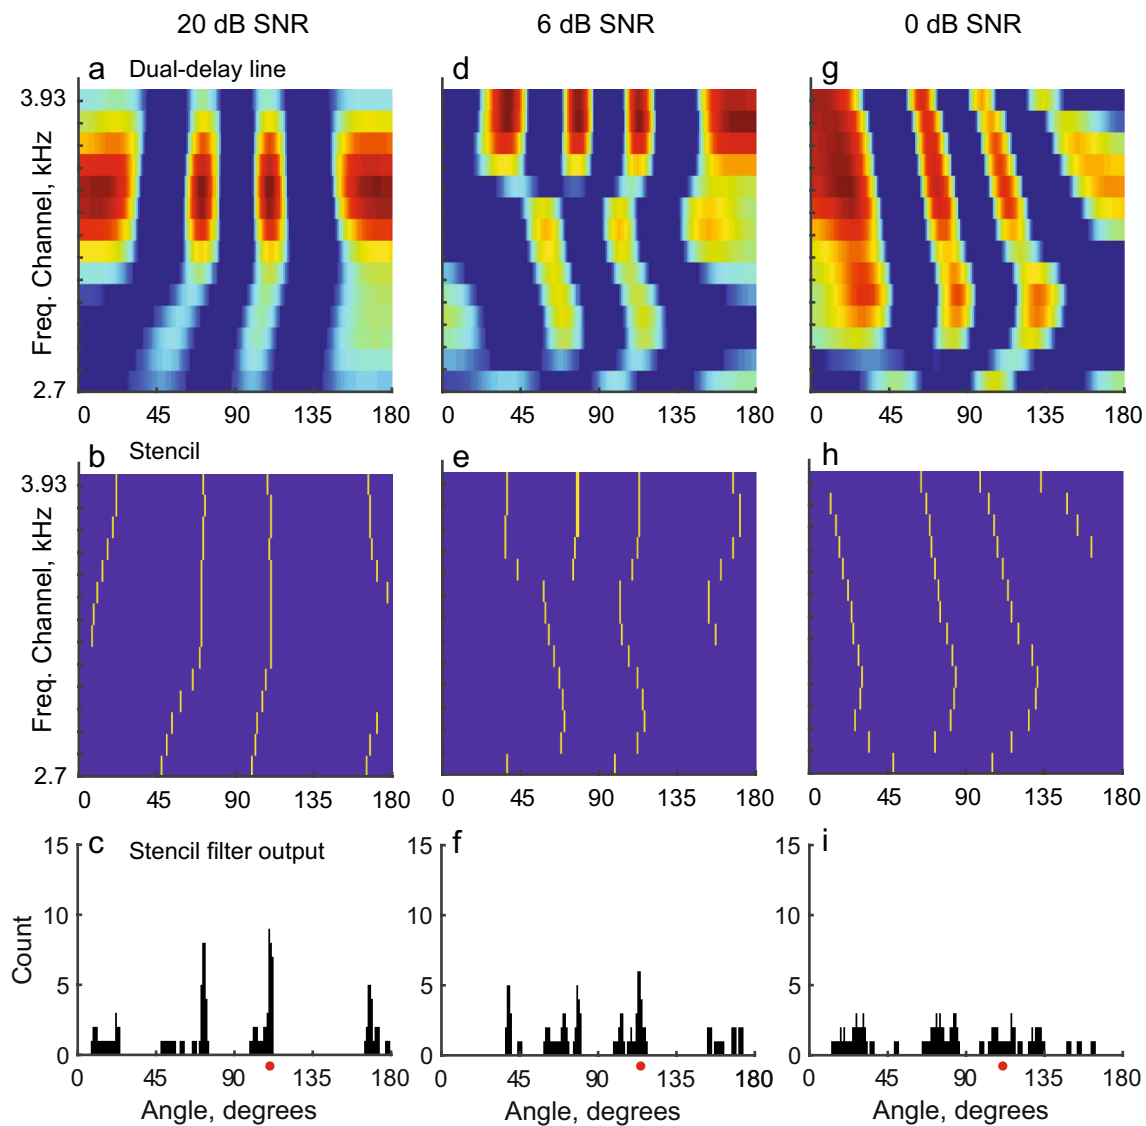 20 dB SNR 6 dB SNR 0 dB SNR
a Dual-delay line d g
3.93
Freq. Channel, kHz
2.7
0 45 90 135 180 0 45 90 135 180 0 45 90 135 180
b Stencil e h
3.93
Freq. Channel, kHz
2.7
0 45 90 135 180 0 45 90 135 180 0 45 90 135 180
c Stencil filter output f i
15 15 15
10 10 10
Count
5 5 5
0 0 0
0 45 90 135 180 0 45 90 135 180 0 45 90 135 180
Angle, degrees Angle, degrees Angle, degrees